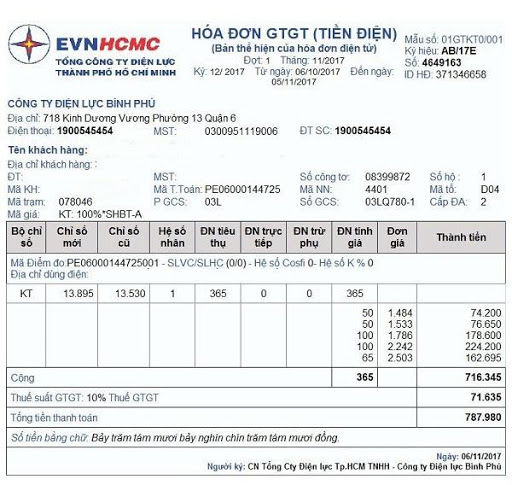 EVNHCMC
TỔNG CÔNG TY ĐIỆN LỰC
THÀNH PHỐ HỒ CHÍ MINH
HÓA ĐƠN GTGT (TIỀN ĐIỆN)
(Bản thể hiện của hóa đơn điện tử)
Đợt: 1 Tháng: 11/2017
Kỳ: 12/ 2017 Từ ngày: 06/10/2017 Đến ngày:
05/11/2017
Mẫu số: 01GTKT0/001
Ký hiệu: AB/17E
Số: 4649163
ID HĐ: 371346658
CÔNG TY ĐIỆN LỰC BÌNH PHÚ
Địa chỉ: 718 Kinh Dương Vương Phường 13 Quận 6
Điện thoại: 1900545454 MST: 0300951119006 ĐT SC: 1900545454
Tên khách hàng:
Địa chỉ khách hàng :
ĐT: MST: Số công tơ: 08399872 Số hộ : 1
Mã KH: Mã T.Toán: PE06000144725 Mã NN: 4401 Mã tổ: D04
Mã trạm: 078046 P GCS: 03L Số GCS: 03LQ780-1 Cấp ĐA: 2
Mã giá: KT: 100%*SHBT-A
Bộ chỉ số Chỉ số mới Chỉ số cũ Hệ số nhân ĐN tiêu thụ ĐN trực tiếp ĐN trừ phụ ĐN tính giá Đơn giá Thành tiền
Mã Điểm đo:PE06000144725001 - SLVC/SLHC (0/0) - Hệ số Cosfi 0- Hệ số K % 0
Địa chỉ dùng điện:
KT 13.895 13.530 1 365 0 0 365
50 1.484 74.200
50 1.533 76.650
100 1.786 178.600
100 2.242 224.200
65 2.503 162.695
Cộng 365 716.345
Thuế suất GTGT: 10% Thuế GTGT 71.635
Tổng tiền thanh toán 787.980
Số tiền bằng chữ: Bảy trăm tám mươi bảy nghìn chín trăm tám mươi đồng.
Ngày: 06/11/2017
Người ký: CN Tổng Cty Điện lực Tp.HCM TNHH - Công ty Điện lực Bình Phú